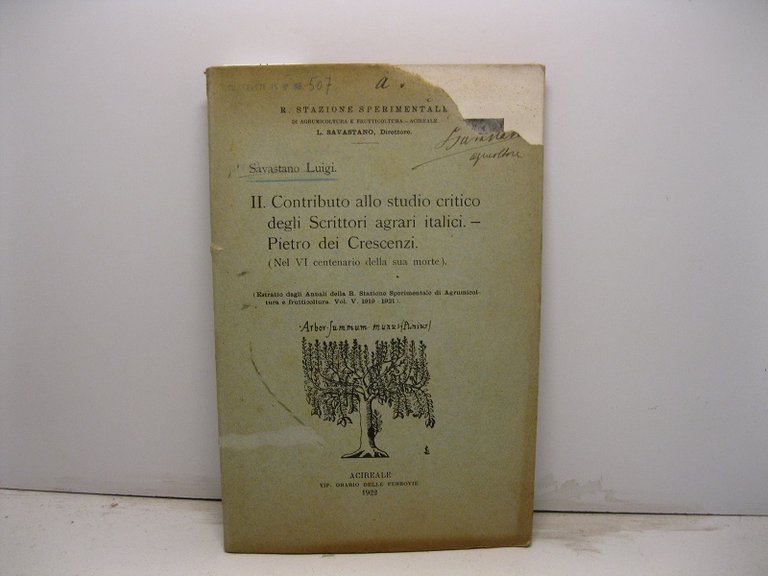 507
a.
R. STAZIONE SPERIMENTALE
DI AGRUMICOLTURA E FRUTTICOLTURA - ACIREALE
L. SAVASTANO, Direttore.
agricoltore
Savastano Luigi.
II. Contributo allo studio critico
degli Scrittori agrari italici. —
Pietro dei Crescenzi.
(Nel VI centenario della sua morte).
(Estratto dagli Annali della R. Stazione Sperimentale di Agrumicol-
tura e frutticoltura. Vol. V. 1919-1921).
Arbor summum munus (Plinius)
ACIREALE
TIP. ORARIO DELLE FERROVIE
1922